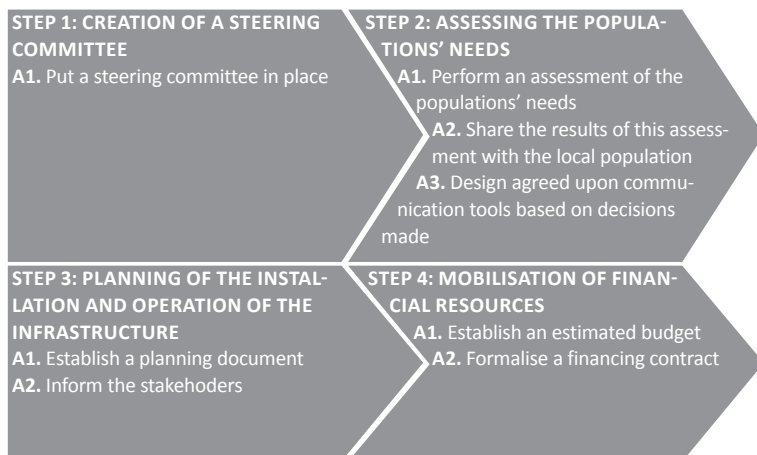 STEP 1: CREATION OF A STEERING
COMMITTEE
A1. Put a steering committee in place
STEP 2: ASSESSING THE POPULA-
TIONS’ NEEDS
A1. Perform an assessment of the
populations’ needs
A2. Share the results of this assess-
ment with the local population
A3. Design agreed upon commu-
nication tools based on decisions
made
STEP 3: PLANNING OF THE INSTAL-
LATION AND OPERATION OF THE
INFRASTRUCTURE
A1. Establish a planning document
A2. Inform the stakehoders
STEP 4: MOBILISATION OF FINAN-
CIAL RESOURCES
A1. Establish an estimated budget
A2. Formalise a financing contract